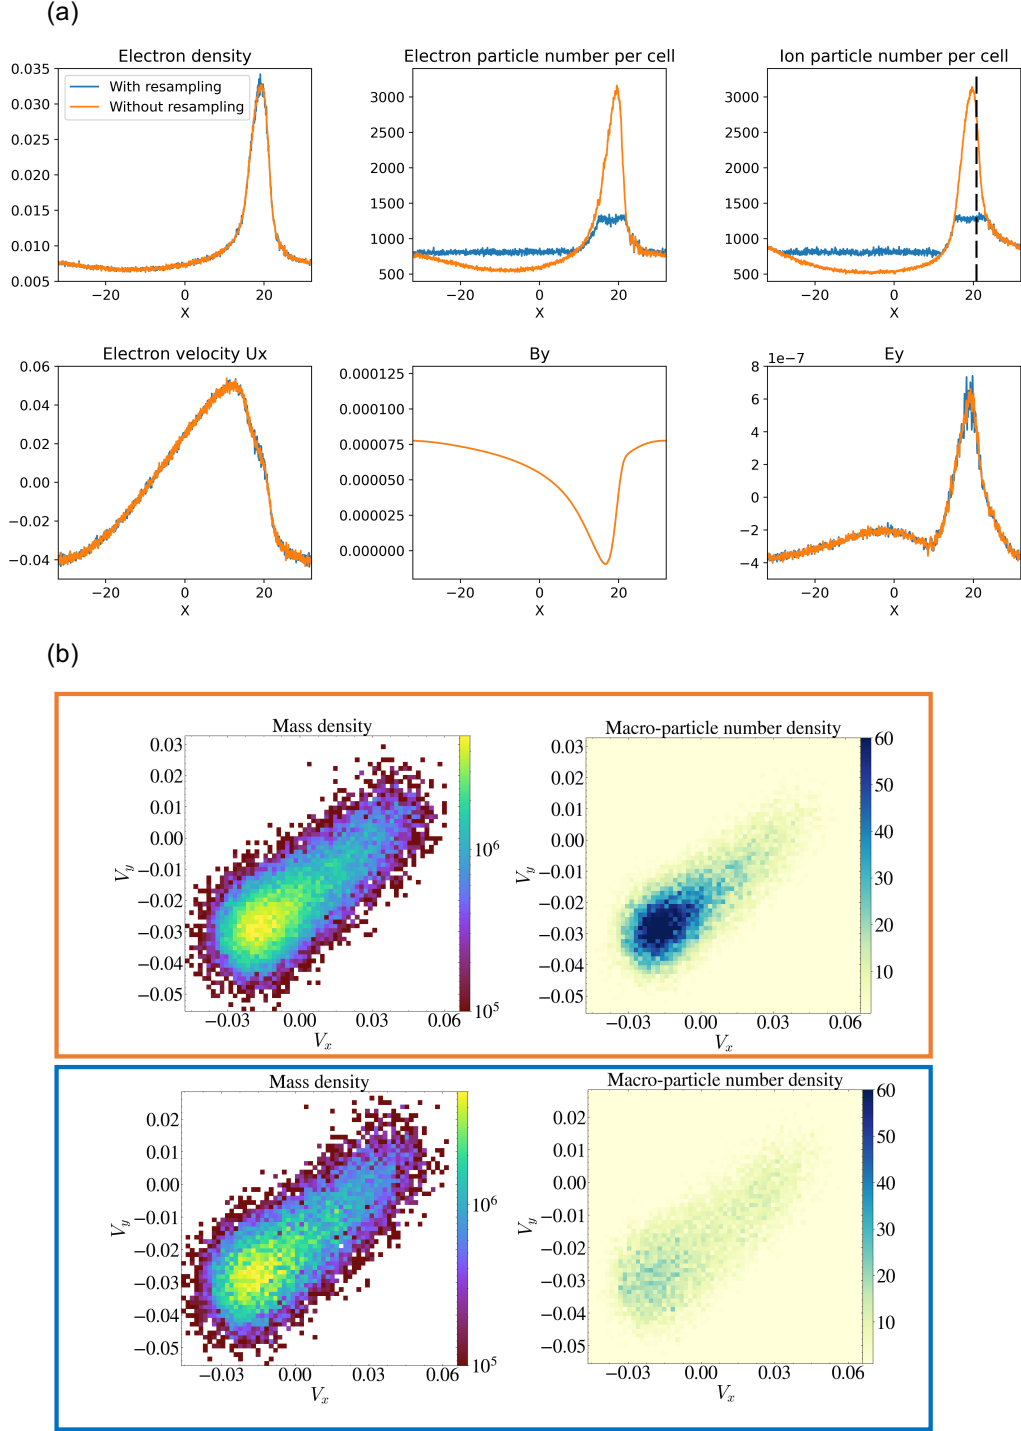 (a)
Electron density
0.035
0.030
0.025
0.020
0.015
0.010
0.005
With resampling
Without resampling
−20 0 20
X
Electron particle number per cell
3000
2500
2000
1500
1000
500
−20 0 20
X
Ion particle number per cell
3000
2500
2000
1500
1000
500
−20 0 20
X
Electron velocity Ux
0.06
0.04
0.02
0.00
−0.02
−0.04
−20 0 20
X
By
0.000125
0.000100
0.000075
0.000050
0.000025
0.000000
−20 0 20
X
Ey
1e−7
8
6
4
2
0
−2
−4
−20 0 20
X
(b)
Mass density
0.03
0.02
0.01
0.00
−0.01
−0.02
−0.03
−0.04
−0.05
V_y
−0.03 0.00 0.03 0.06
V_x
10^6
10^5
Macro-particle number density
0.03
0.02
0.01
0.00
−0.01
−0.02
−0.03
−0.04
−0.05
V_y
−0.03 0.00 0.03 0.06
V_x
60
50
40
30
20
10
Mass density
0.02
0.01
0.00
−0.01
−0.02
−0.03
−0.04
−0.05
V_y
−0.03 0.00 0.03 0.06
V_x
10^6
10^5
Macro-particle number density
0.02
0.01
0.00
−0.01
−0.02
−0.03
−0.04
−0.05
V_y
−0.03 0.00 0.03 0.06
V_x
60
50
40
30
20
10